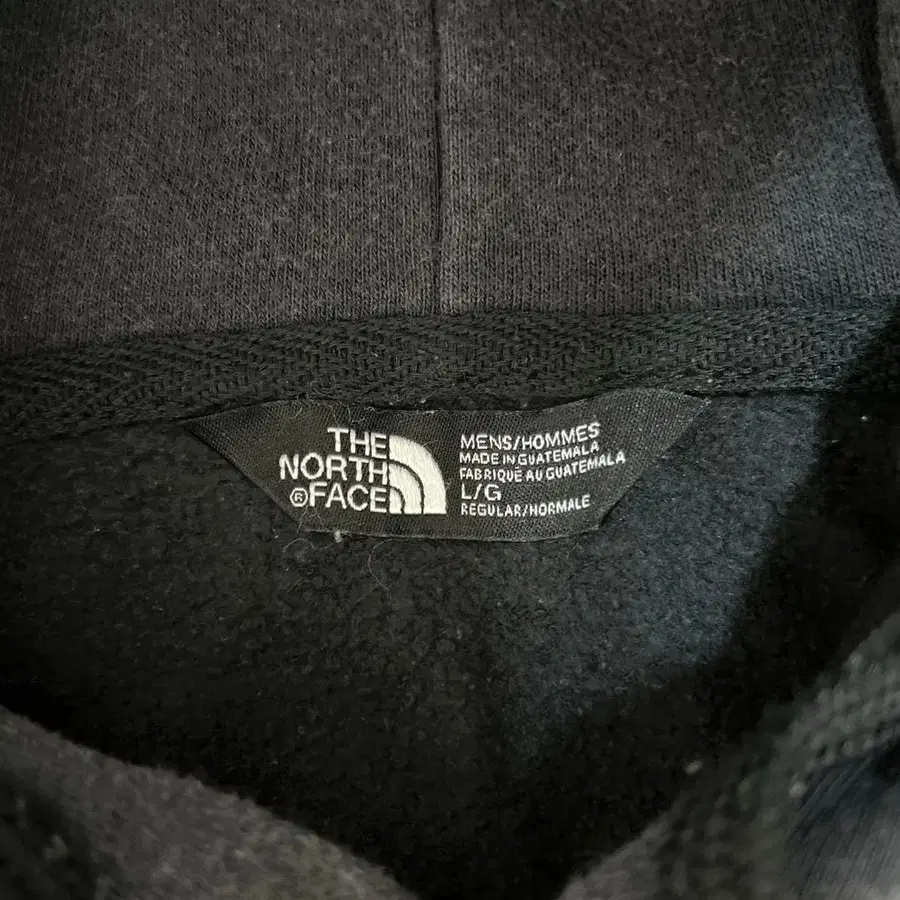 THE
NORTH
®FACE
MENS/HOMMES
MADE IN GUATEMALA
FABRIQUÉ AU GUATEMALA
L/G
REGULAR/NORMALE